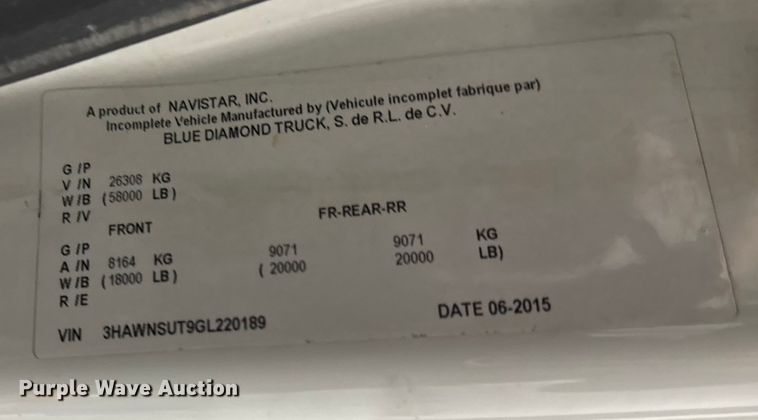 A product of NAVISTAR, INC.
Incomplete Vehicle Manufactured by (Vehicule incomplet fabrique par)
BLUE DIAMOND TRUCK, S. de R.L. de C.V.
G /P
V /N 26308 KG
W/B (58000 LB)
R /V
FRONT FR-REAR-RR
G /P
A /N 8164 KG 9071 9071 KG
W/B (18000 LB) ( 20000 20000 LB)
R /E
VIN 3HAWNSUT9GL220189 DATE 06-2015
Purple Wave Auction